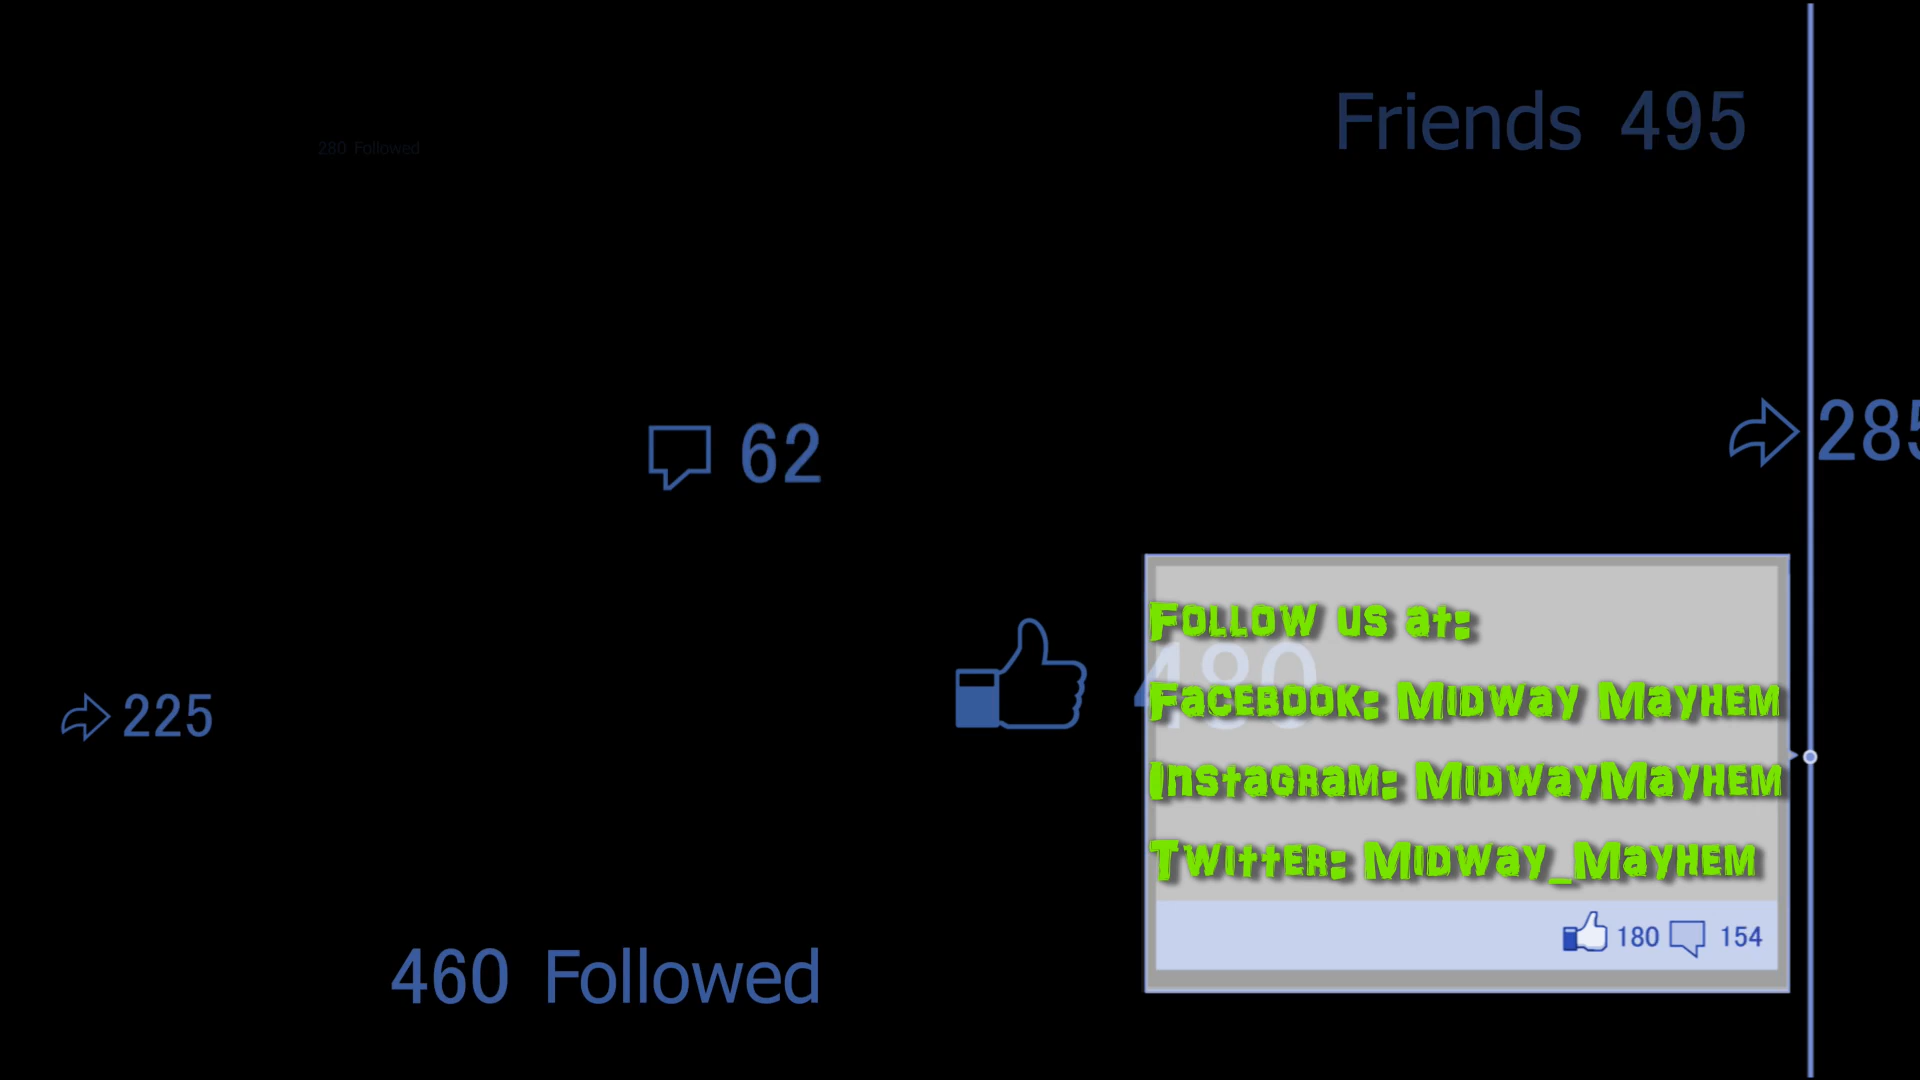 Friends 495
280 Followed
285
62
Follow us at:
480
Facebook: Midway Mayhem
Instagram: MidwayMayhem
225
Twitter: Midway_Mayhem
180 154
460 Followed